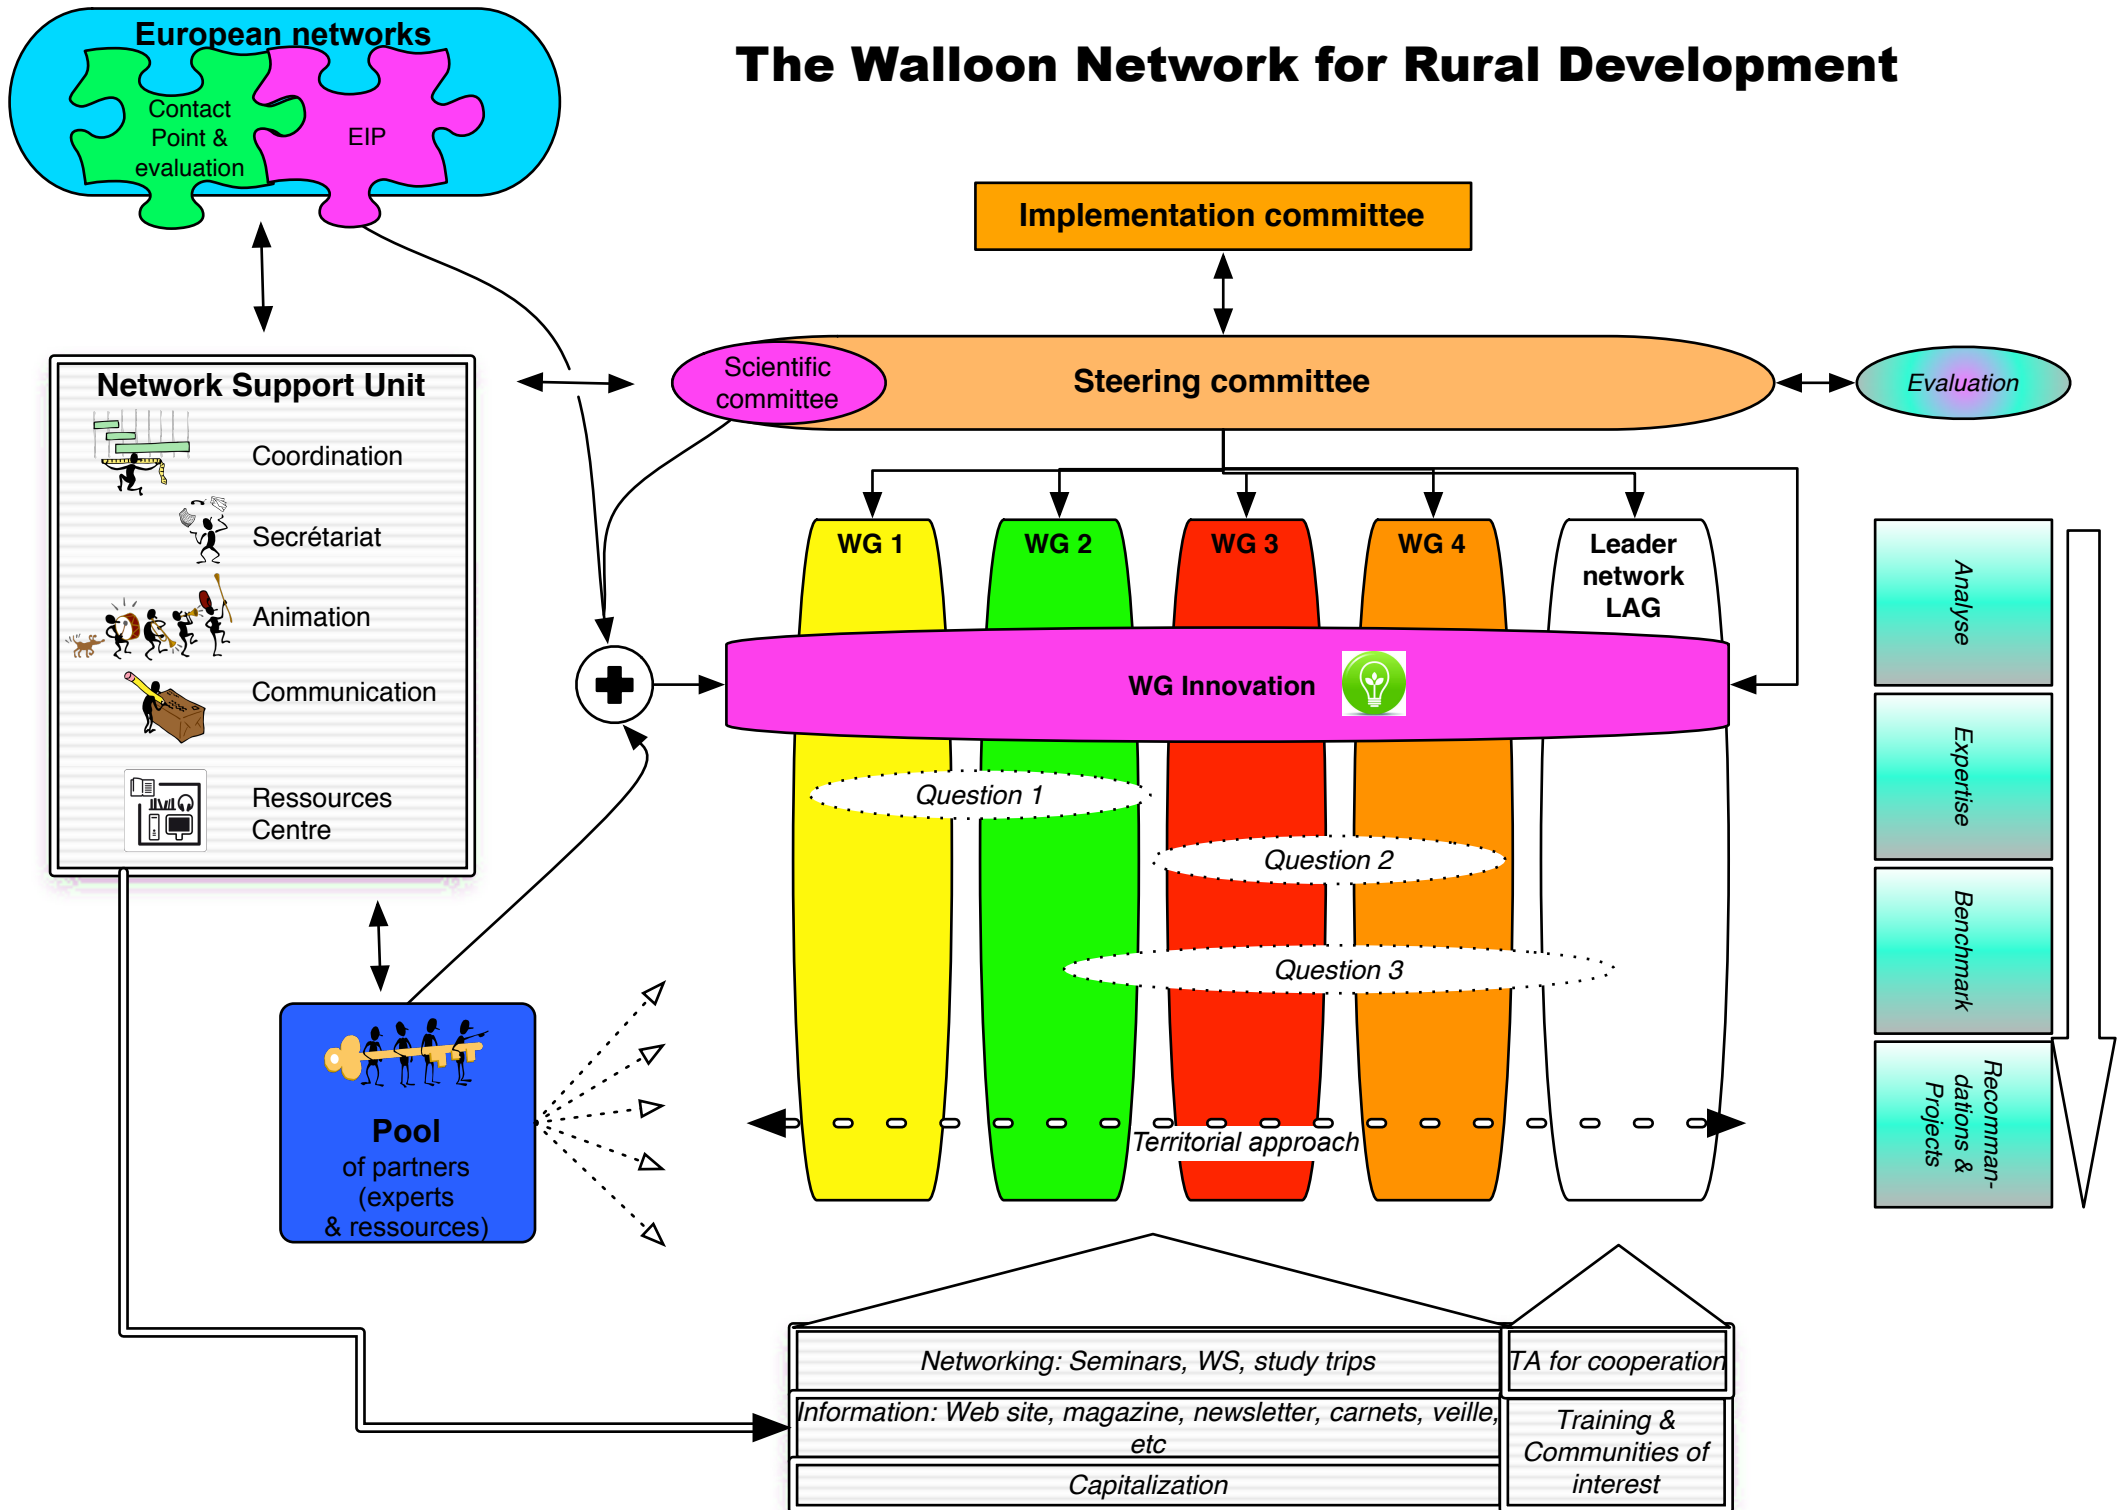 European networks
Contact
Point &
evaluation
EIP
The Walloon Network for Rural Development
Implementation committee
Scientific
committee
Steering committee
Evaluation
Network Support Unit
Coordination
Secrétariat
Animation
Communication
Ressources
Centre
WG 1
WG 2
WG 3
WG 4
Leader
network
LAG
WG Innovation
Question 1
Question 2
Question 3
Territorial approach
Analyse
Expertise
Benchmark
Recomman-
dations &
Projects
Pool
of partners
(experts
& ressources)
Networking: Seminars, WS, study trips
TA for cooperation
Information: Web site, magazine, newsletter, carnets, veille,
etc
Training &
Communities of
interest
Capitalization